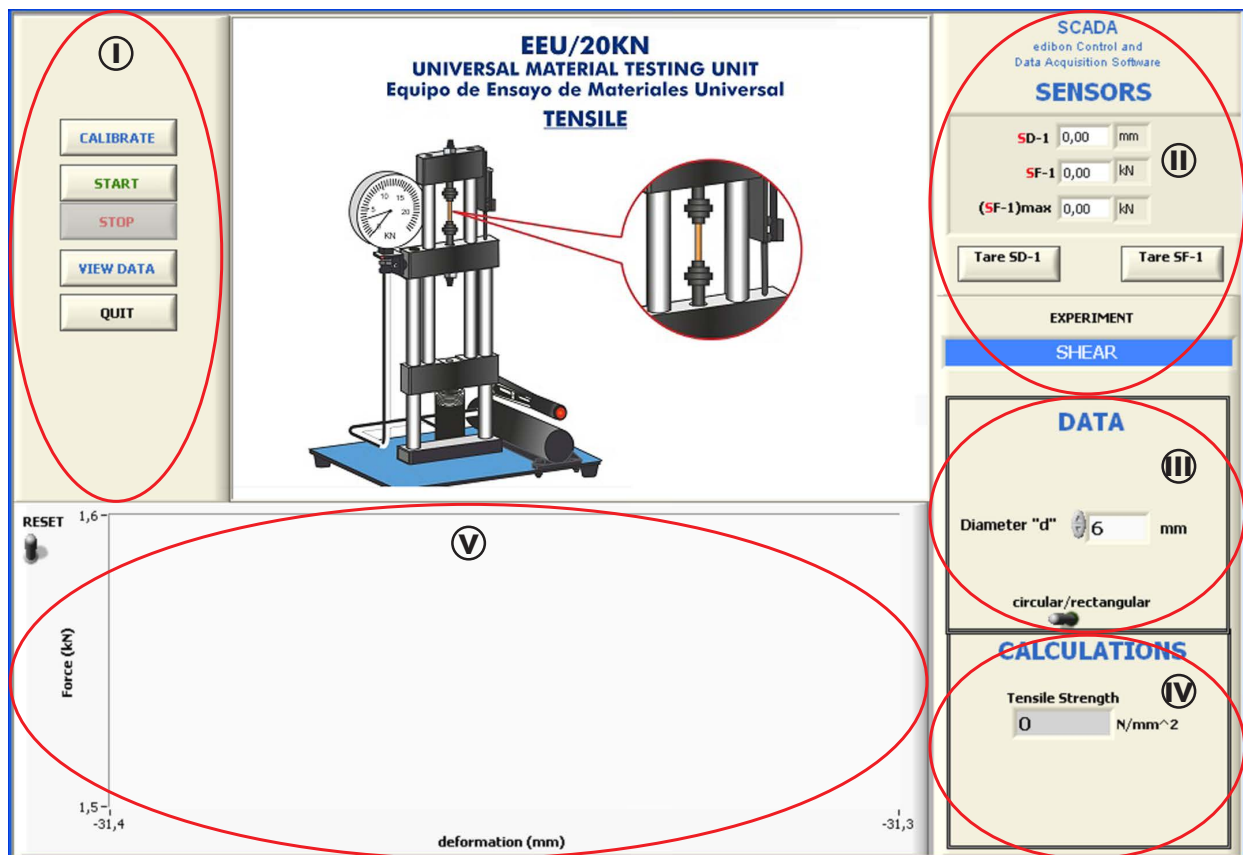 I
CALIBRATE
START
STOP
VIEW DATA
QUIT
EEU/20KN
UNIVERSAL MATERIAL TESTING UNIT
Equipo de Ensayo de Materiales Universal
TENSILE
5
10
15
20
0
KN
SCADA
edibon Control and
Data Acquisition Software
SENSORS
SD-1 0,00 mm
SF-1 0,00 kN
(SF-1)max 0,00 kN
II
Tare SD-1 Tare SF-1
EXPERIMENT
SHEAR
DATA
III
Diameter "d" 6 mm
circular/rectangular
CALCULATIONS
IV
Tensile Strength
0 N/mm^2
RESET
V
1,6
Force (kN)
1,5
-31,4 -31,3
deformation (mm)